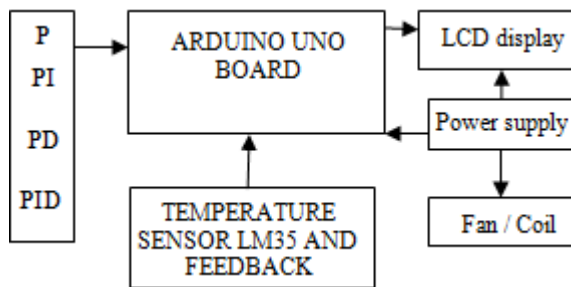 P
PI
PD
PID
ARDUINO UNO
BOARD
LCD display
Power supply
Fan / Coil
TEMPERATURE
SENSOR LM35 AND
FEEDBACK